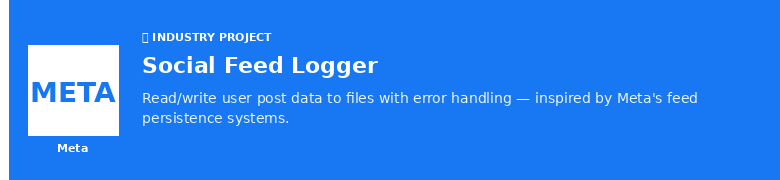 INDUSTRY PROJECT
Social Feed Logger
META
Read/write user post data to files with error handling — inspired by Meta's feed
persistence systems.
Meta